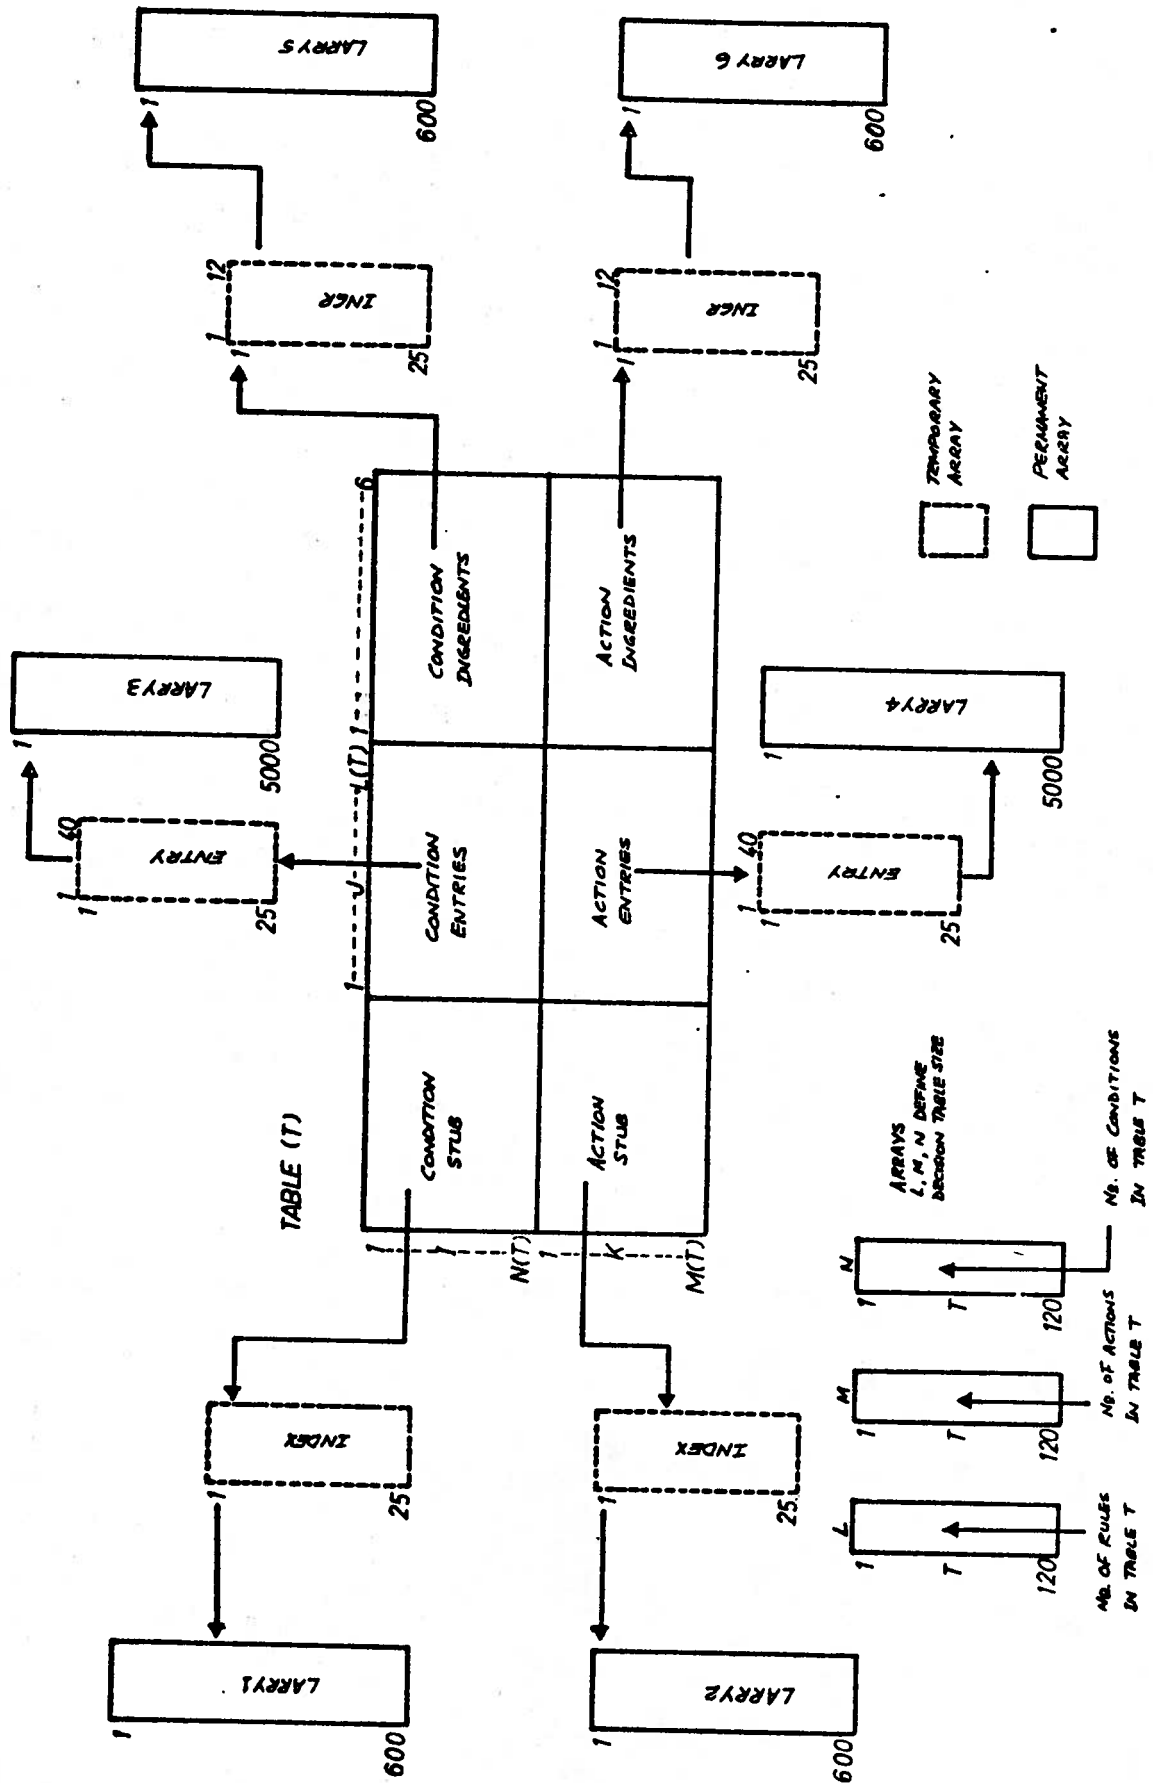 TABLE (T)
1
600
LARRY1
1
25
INDEX
1
600
LARRY2
1
25
INDEX
1
I
N(T)
1
K
M(T)
CONDITION
STUB
ACTION
STUB
1
J
L(T)
CONDITION
ENTRIES
ACTION
ENTRIES
1
6
CONDITION
INGREDIENTS
ACTION
INGREDIENTS
1
40
1
25
ENTRY
1
5000
LARRY3
1
40
1
25
ENTRY
1
5000
LARRY4
1
12
1
25
INGR
1
600
LARRY5
1
12
1
25
INGR
1
600
LARRY6
L
1
T
120
NO. OF RULES
IN TABLE T
M
1
T
120
NO. OF ACTIONS
IN TABLE T
N
1
T
120
NO. OF CONDITIONS
IN TABLE T
ARRAYS
L, M, N DEFINE
DECISION TABLE SIZE
TEMPORARY
ARRAY
PERMANENT
ARRAY